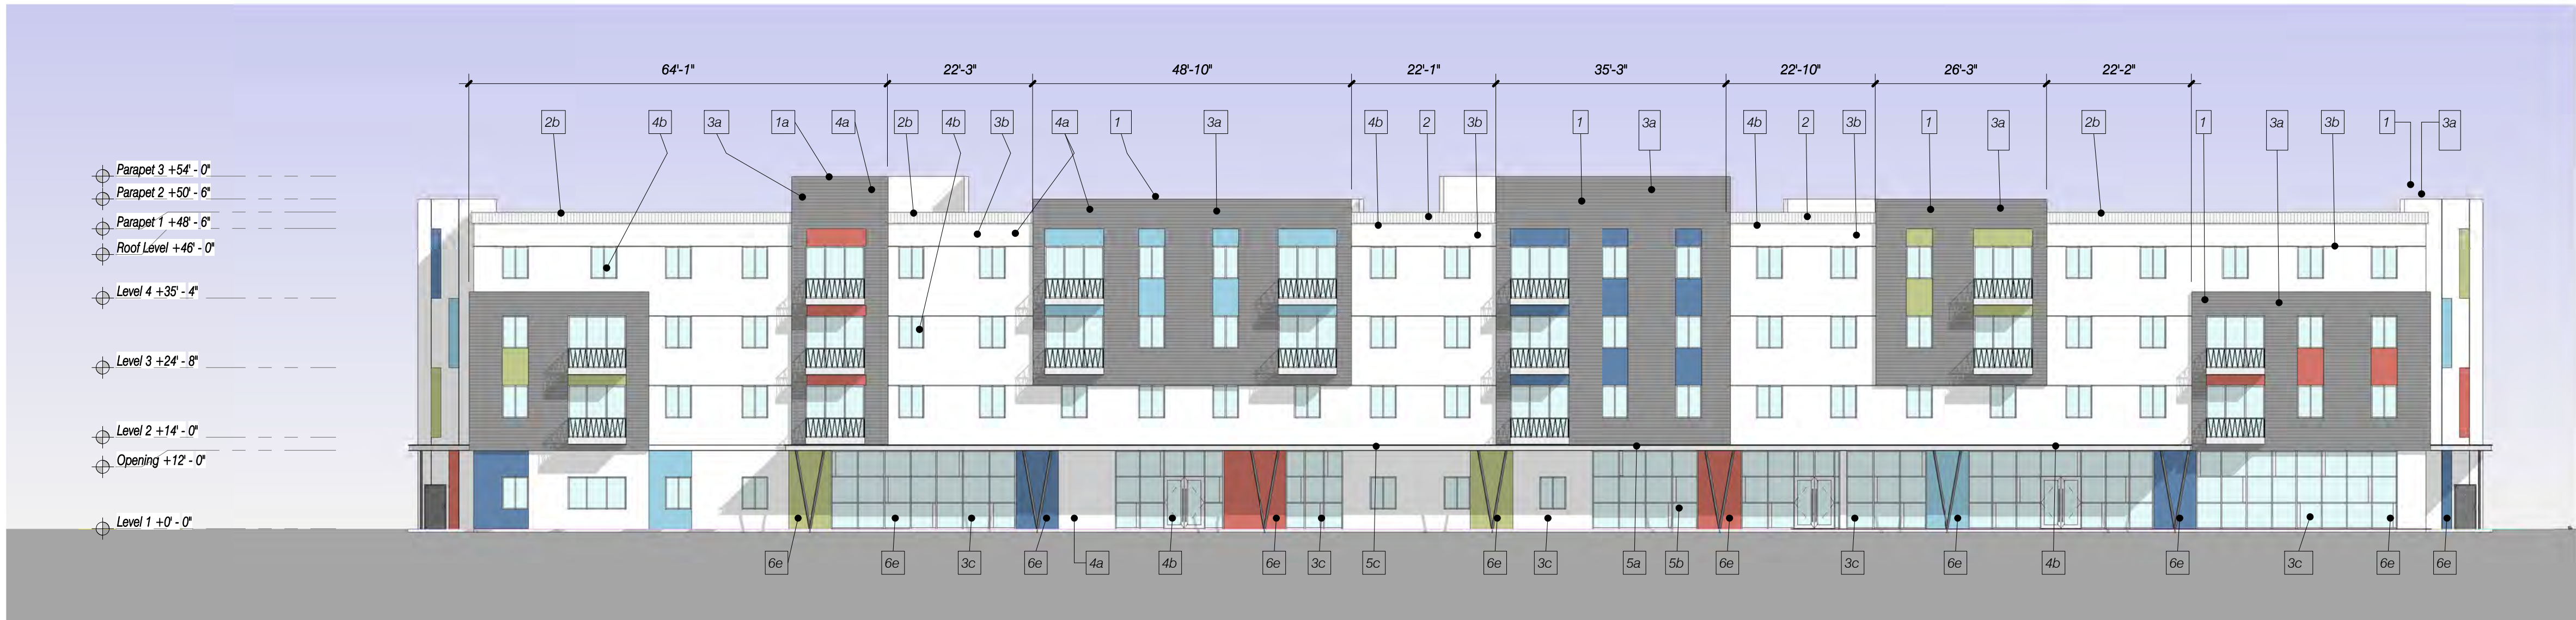 64'-1" 22'-3" 48'-10" 22'-1" 35'-3" 22'-10" 26'-3" 22'-2"
2b 4b 3a 1a 4a 2b 4b 3b 4a 1 3a 4b 2 3b 1 3a 4b 2 3b 1 3a 2b 1 3a 3b 1 3a
Parapet 3 +54' - 0"
Parapet 2 +50' - 6"
Parapet 1 +48' - 6"
Roof Level +46' - 0"
Level 4 +35' - 4"
Level 3 +24' - 8"
Level 2 +14' - 0"
Opening +12' - 0"
Level 1 +0' - 0"
6e 6e 3c 6e 4a 4b 6e 3c 5c 6e 3c 5a 5b 6e 3c 6e 4b 6e 3c 6e 6e